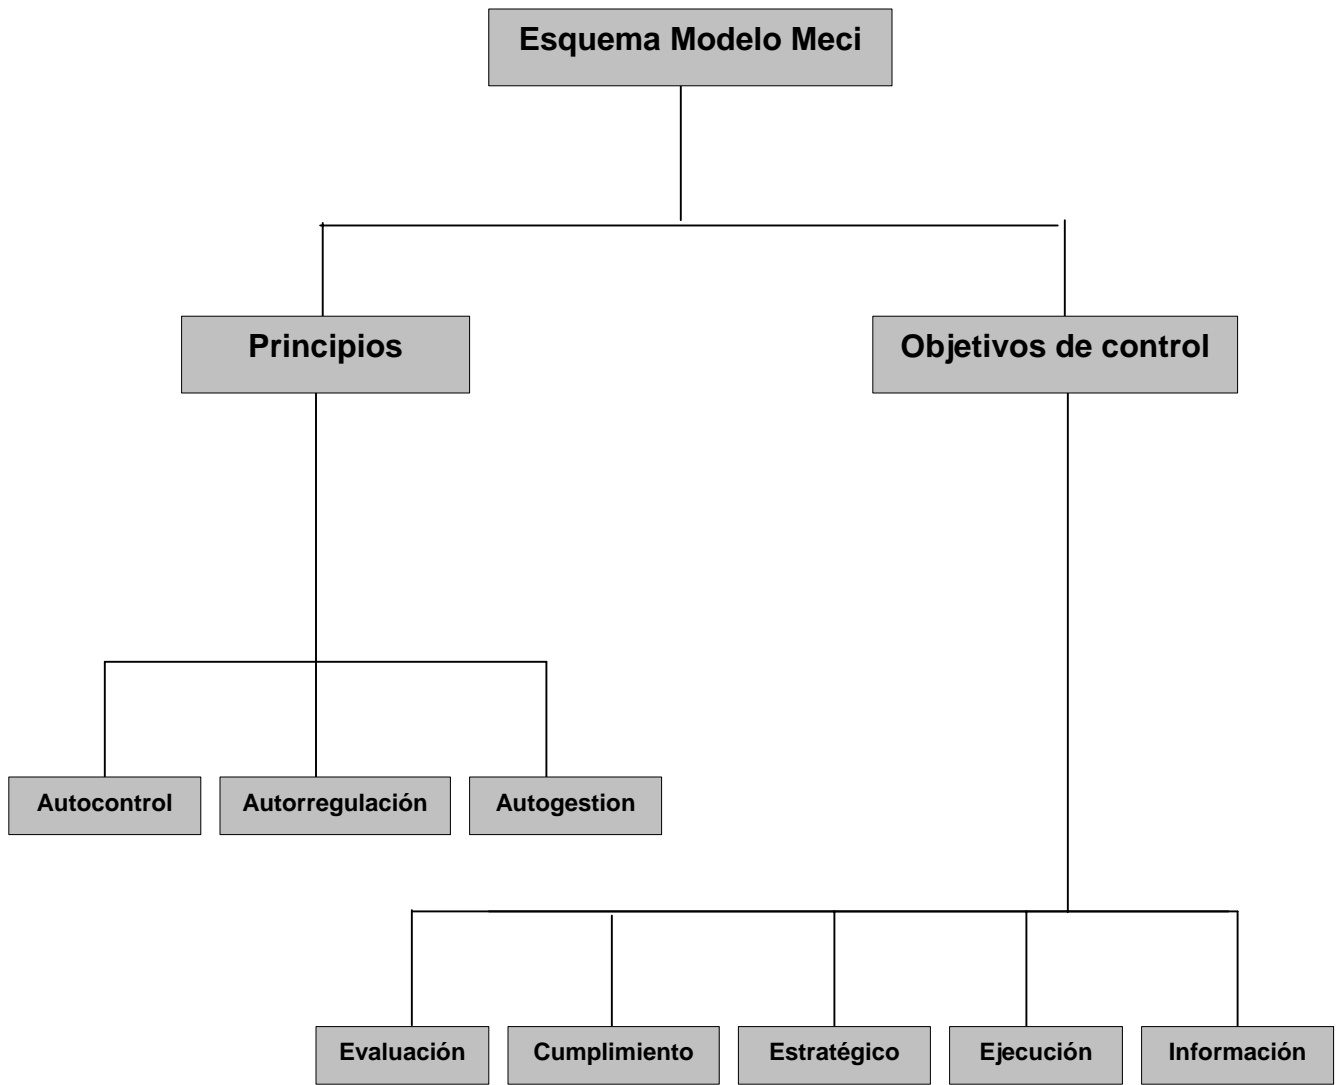 Esquema Modelo Meci
Principios
Objetivos de control
Autocontrol
Autorregulación
Autogestion
Evaluación
Cumplimiento
Estratégico
Ejecución
Información